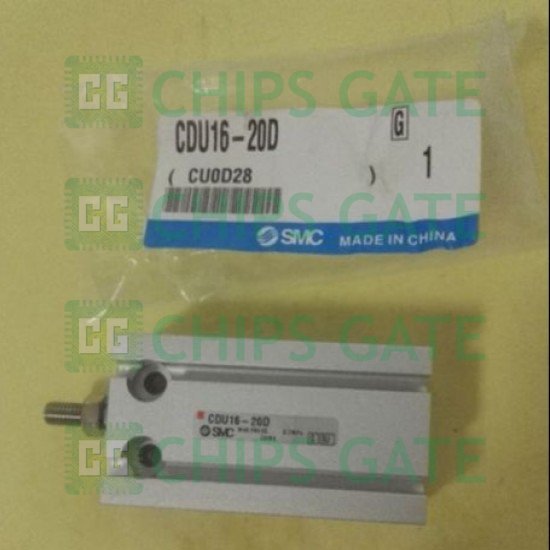 CHIPS GATE
CDU16-20D
G
( CU0D28 )
1
CHIPS GATE
SMC MADE IN CHINA
CHIPS GATE
CDU16-20D
SMC
CHIPS GATE